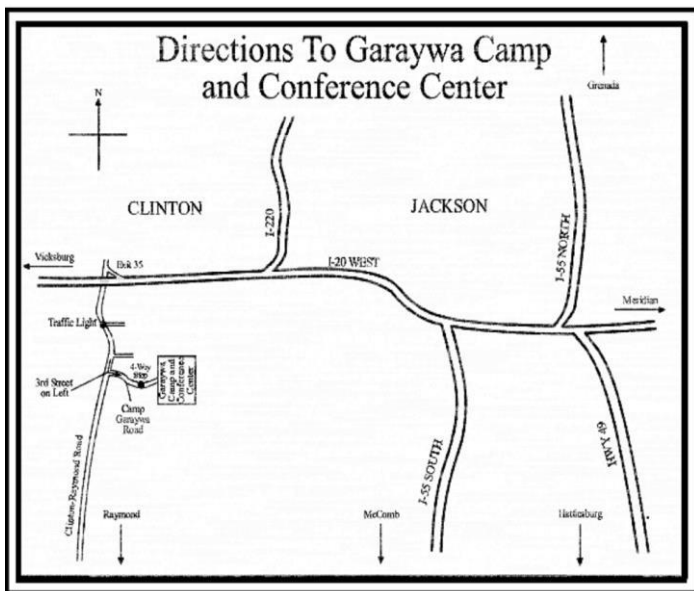 Directions To Garaywa Camp
and Conference Center
Grenada
N
CLINTON
JACKSON
I-220
I-55 NORTH
Vicksburg
Exit 35
I-20 WEST
Meridian
Traffic Light
4-Way
Stop
Garaywa
Camp and
Conference
Center
3rd Street
on Left
Camp
Garaywa
Road
Clinton-Raymond Road
I-55 SOUTH
HWY 49
Raymond
McComb
Hattiesburg